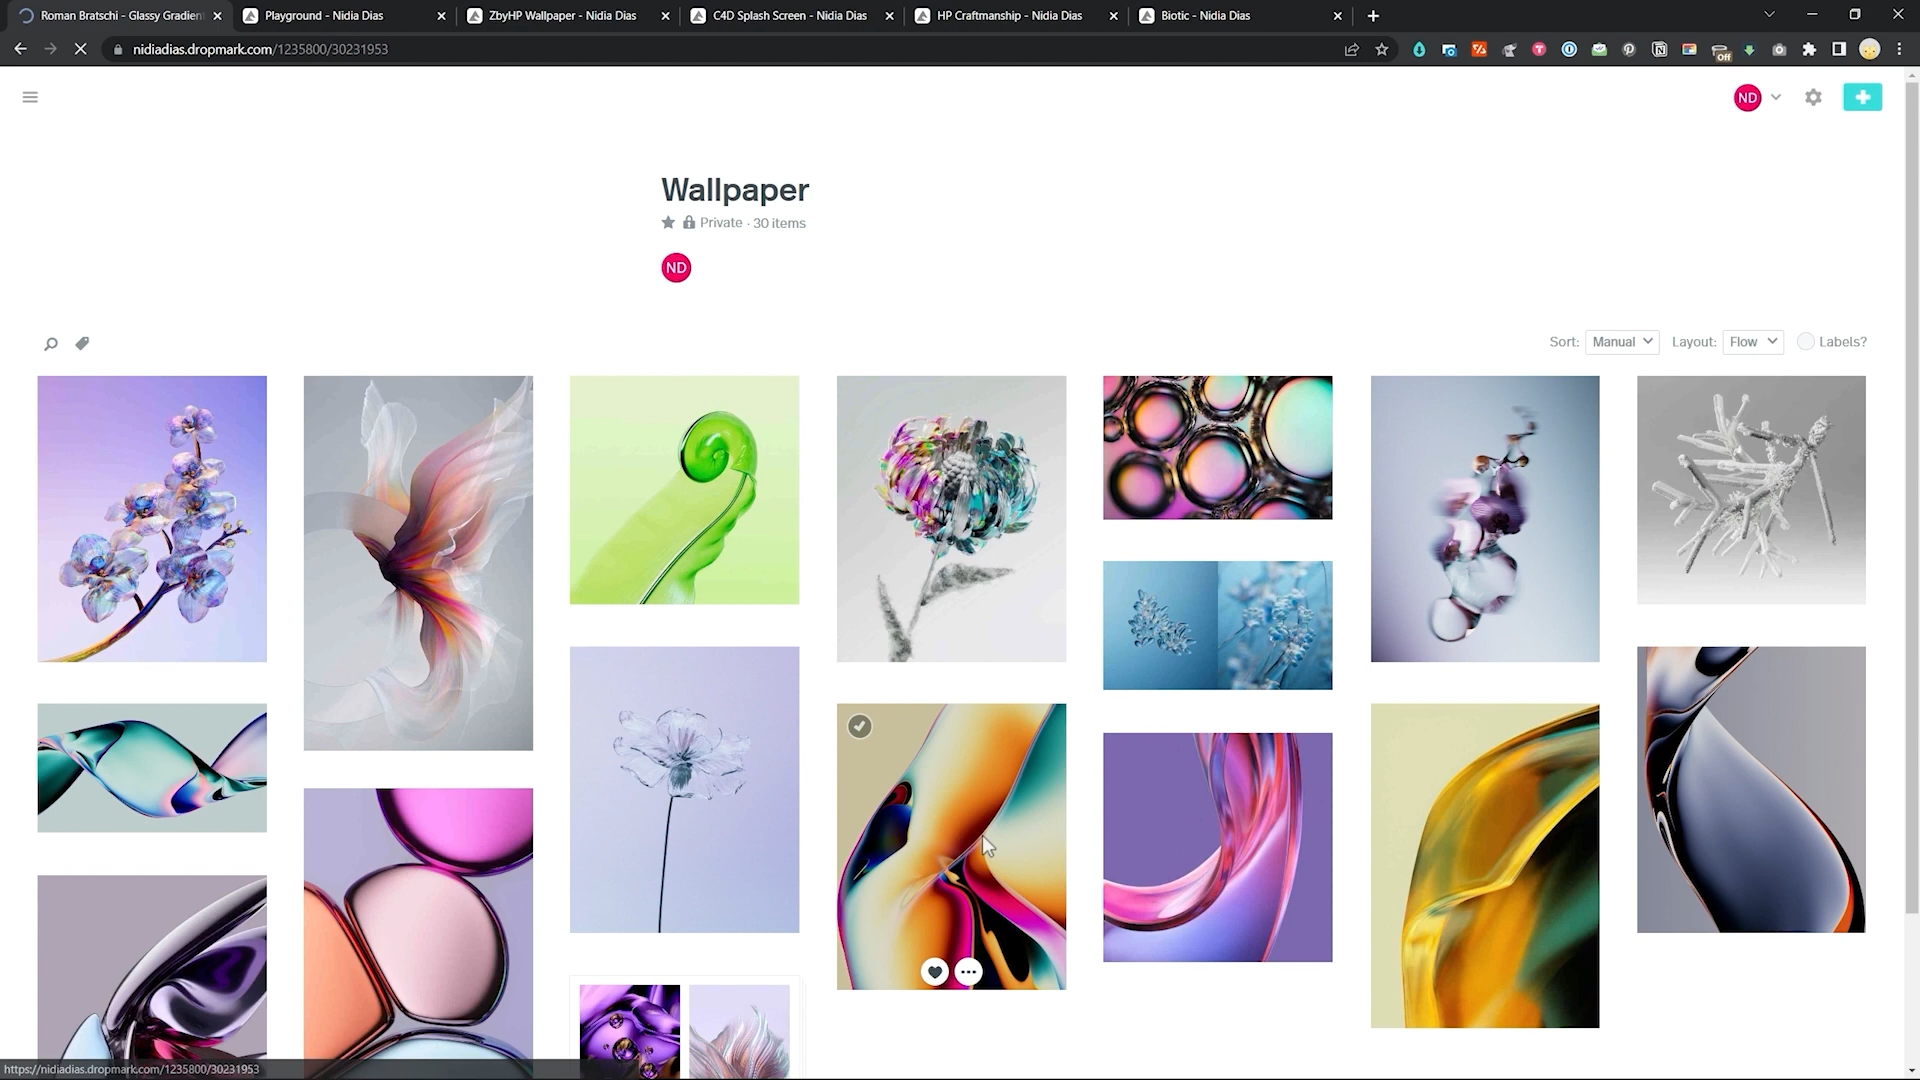 Roman Bratschi - Glassy Gradien
Playground - Nidia Dias
ZbyHP Wallpaper - Nidia Dias
C4D Splash Screen - Nidia Dias
HP Craftmanship - Nidia Dias
Biotic - Nidia Dias
nidiadias.dropmark.com/1235800/30231953
Off
ND
Wallpaper
Private · 30 items
ND
Sort: Manual Layout: Flow Labels?
https://nidiadias.dropmark.com/1235800/30231953